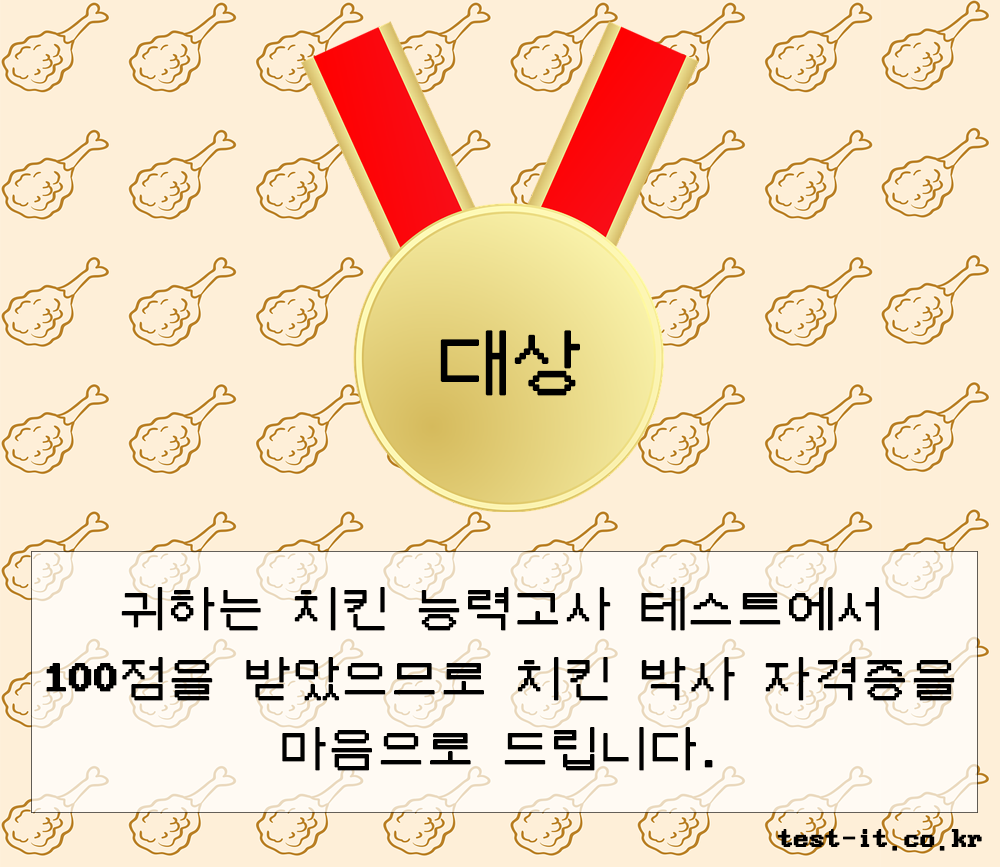 대상
귀하는 치킨 능력고사 테스트에서
100점을 받았으므로 치킨 박사 자격증을
마음으로 드립니다.
test-it.co.kr